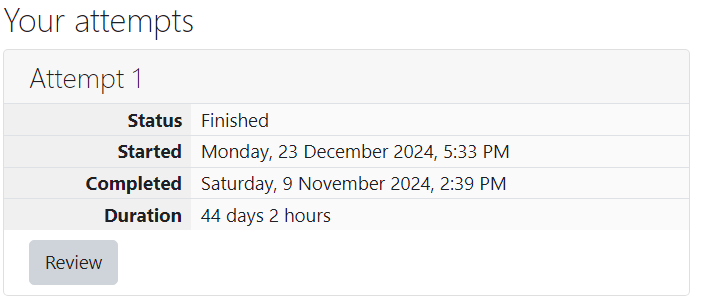 Your attempts
Attempt 1
Status Finished
Started Monday, 23 December 2024, 5:33 PM
Completed Saturday, 9 November 2024, 2:39 PM
Duration 44 days 2 hours
Review